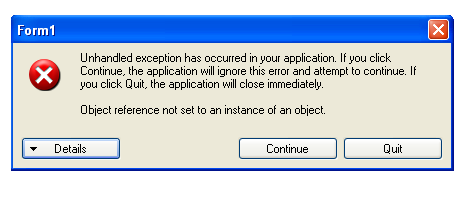 Form1
Unhandled exception has occurred in your application. If you click
Continue, the application will ignore this error and attempt to continue. If
you click Quit, the application will close immediately.
Object reference not set to an instance of an object.
Details
Continue
Quit